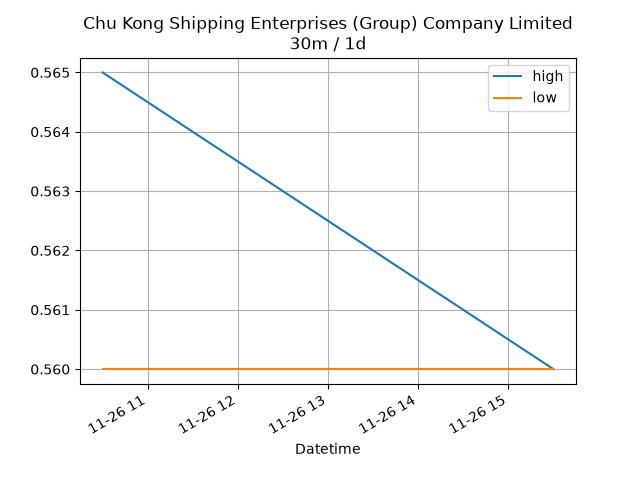 Chu Kong Shipping Enterprises (Group) Company Limited
30m / 1d
high
low
0.565
0.564
0.563
0.562
0.561
0.560
11-26 11
11-26 12
11-26 13
11-26 14
11-26 15
Datetime